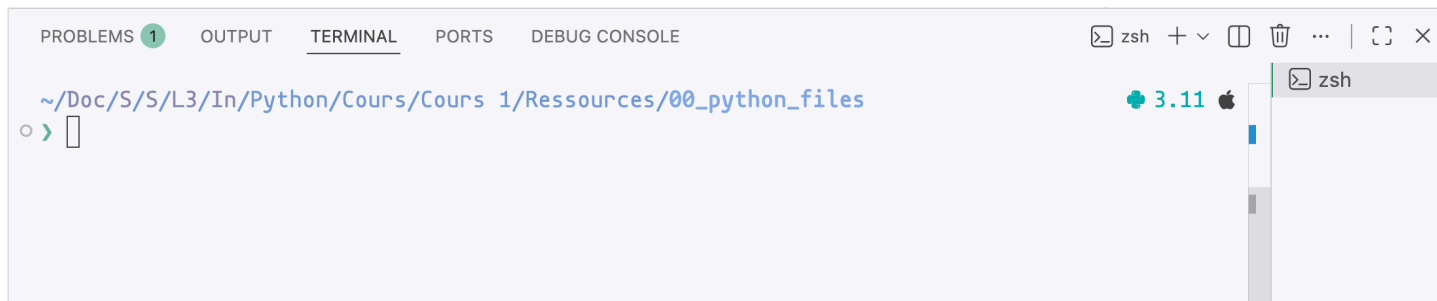 PROBLEMS 1 OUTPUT TERMINAL PORTS DEBUG CONSOLE zsh
~/Doc/S/S/L3/In/Python/Cours/Cours 1/Ressources/00_python_files 3.11 zsh
❯